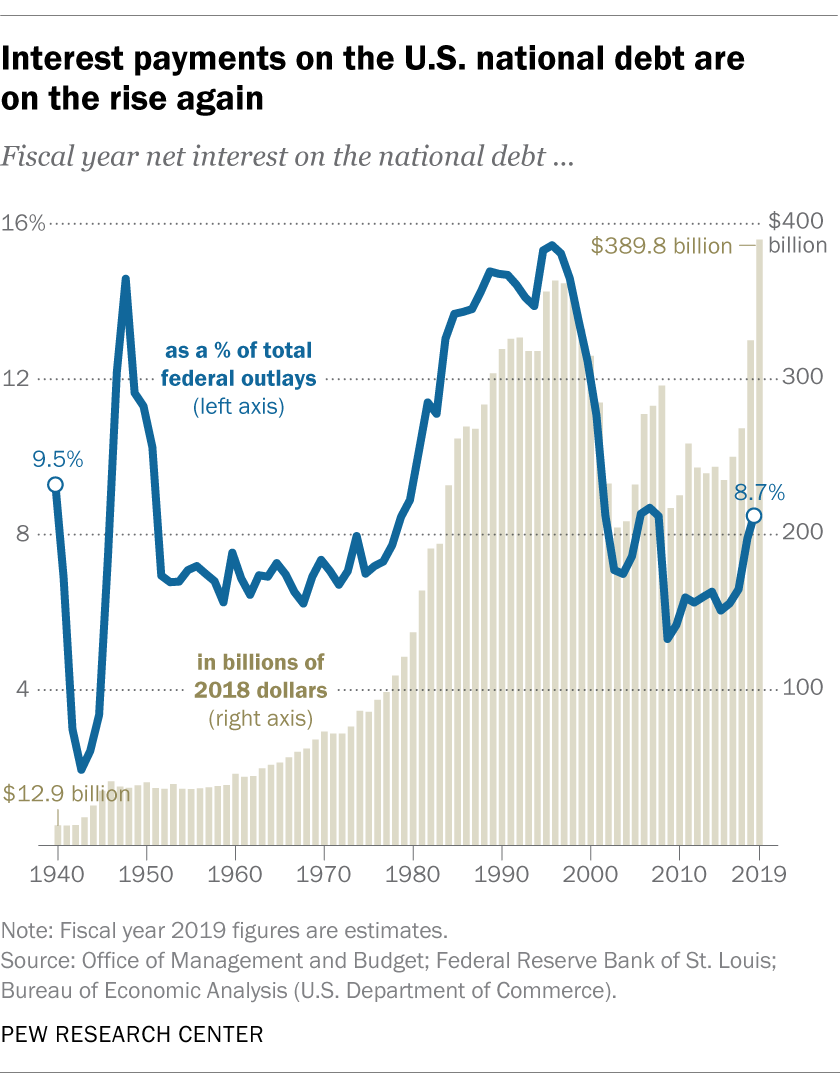 Interest payments on the U.S. national debt are
on the rise again
Fiscal year net interest on the national debt ...
16%
$400
billion
$389.8 billion
as a % of total
federal outlays
(left axis)
12
300
9.5%
8.7%
8
200
in billions of
2018 dollars
(right axis)
4
100
$12.9 billion
1940
1950
1960
1970
1980
1990
2000
2010
2019
Note: Fiscal year 2019 figures are estimates.
Source: Office of Management and Budget; Federal Reserve Bank of St. Louis;
Bureau of Economic Analysis (U.S. Department of Commerce).
PEW RESEARCH CENTER